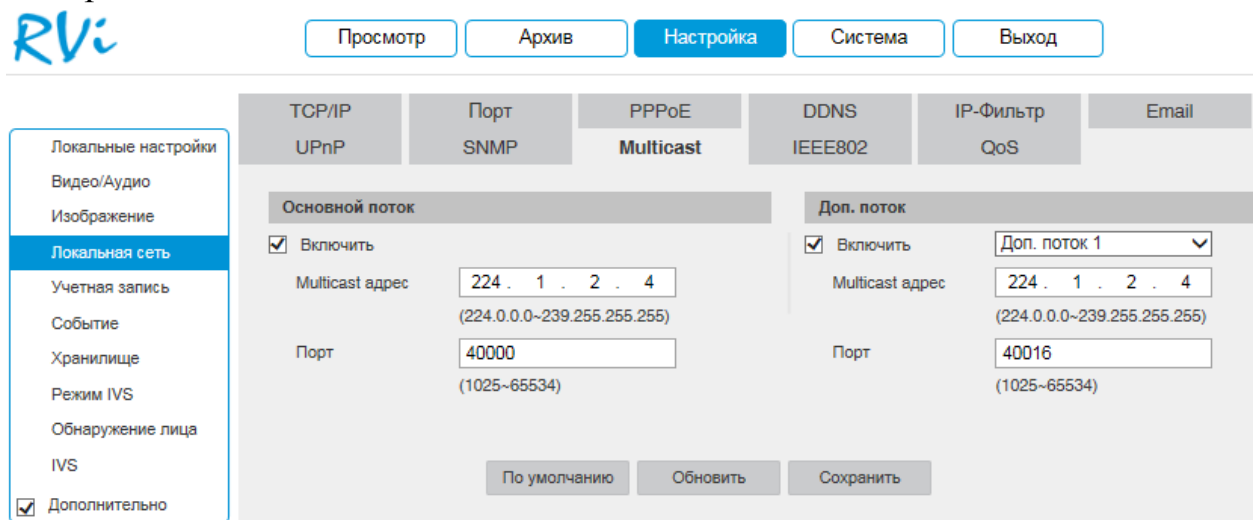 RVi
Просмотр Архив Настройка Система Выход
TCP/IP Порт PPPoE DDNS IP-Фильтр Email
UPnP SNMP Multicast IEEE802 QoS
Локальные настройки
Видео/Аудио
Изображение
Локальная сеть
Учетная запись
Событие
Хранилище
Режим IVS
Обнаружение лица
IVS
Дополнительно
Основной поток
Включить
Multicast адрес 224 . 1 . 2 . 4
(224.0.0.0~239.255.255.255)
Порт 40000
(1025~65534)
Доп. поток
Включить Доп. поток 1
Multicast адрес 224 . 1 . 2 . 4
(224.0.0.0~239.255.255.255)
Порт 40016
(1025~65534)
По умолчанию Обновить Сохранить